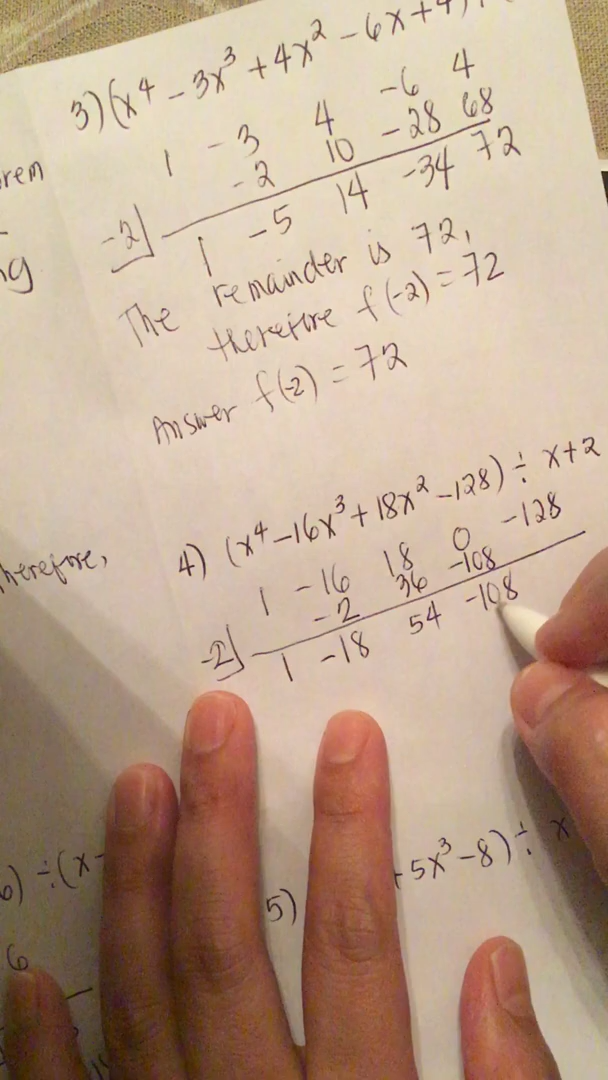 3) (x⁴ - 3x³ + 4x² - 6x + 4)
1 -3 4 -6 4
-2 10 -28 68
-2| 1 -5 14 -34 72
The remainder is 72,
therefore f(-2) = 72
Answer f(-2) = 72
4) (x⁴ - 16x³ + 18x² - 128) ÷ x+2
1 -16 18 0 -128
-2 36 -108
-2| 1 -18 54 -108
5) + 5x³ - 8) ÷ x
rem
ng
herefore,
) ÷ (x-
6